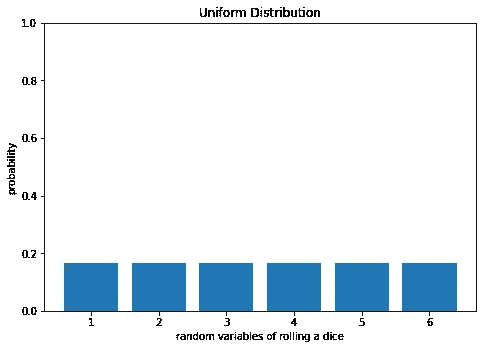 Uniform Distribution
1.0
0.8
0.6
0.4
0.2
0.0
probability
1 2 3 4 5 6
random variables of rolling a dice